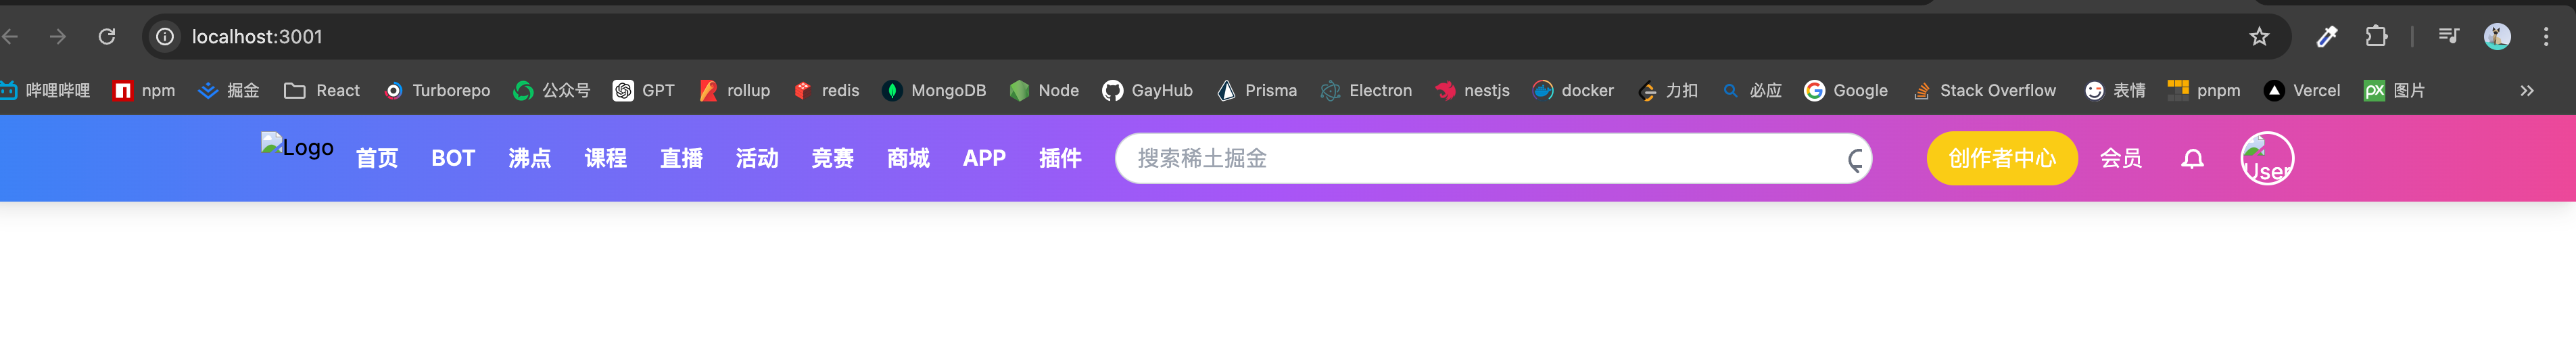 localhost:3001
哔哩哔哩 npm 掘金 React Turborepo 公众号 GPT rollup redis MongoDB Node GayHub Prisma Electron nestjs docker 力扣 必应 Google Stack Overflow 表情 pnpm Vercel 图片
Logo 首页 BOT 沸点 课程 直播 活动 竞赛 商城 APP 插件 搜索稀土掘金 创作者中心 会员 User